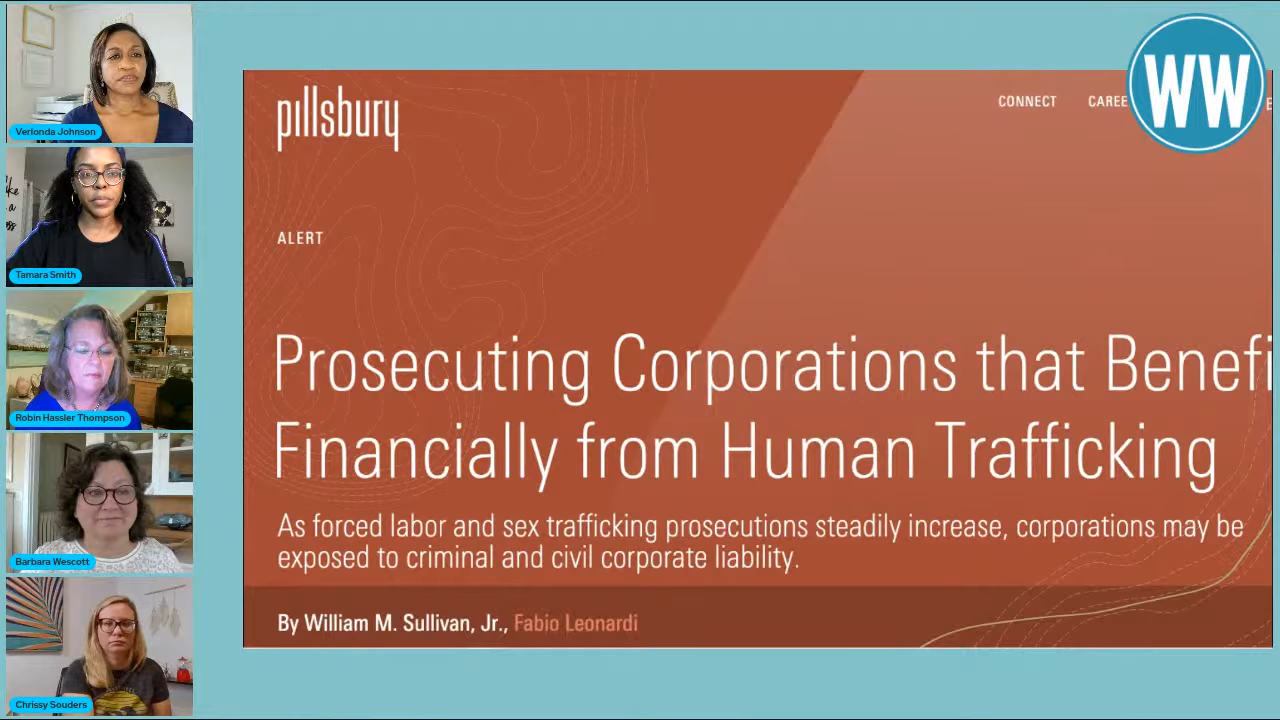 Verlonda Johnson
Tamara Smith
Robin Hassler Thompson
Barbara Wescott
Chrissy Souders
pillsbury
CONNECT
CAREE
WW
E
ALERT
Prosecuting Corporations that Benefi
Financially from Human Trafficking
As forced labor and sex trafficking prosecutions steadily increase, corporations may be
exposed to criminal and civil corporate liability.
By William M. Sullivan, Jr., Fabio Leonardi